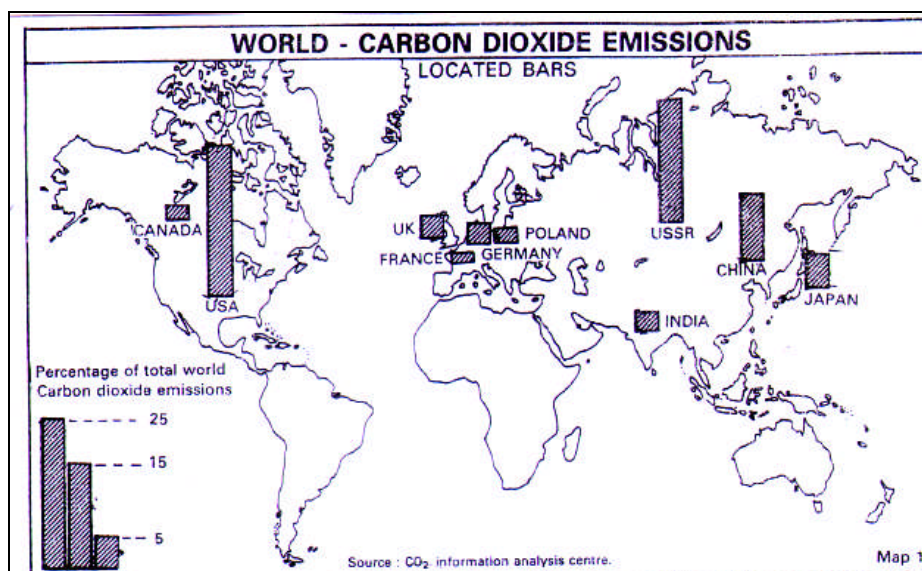 WORLD - CARBON DIOXIDE EMISSIONS
LOCATED BARS
CANADA
USA
UK
FRANCE
GERMANY
POLAND
USSR
CHINA
JAPAN
INDIA
Percentage of total world
Carbon dioxide emissions
25
15
5
Source : CO₂ information analysis centre.
Map 1